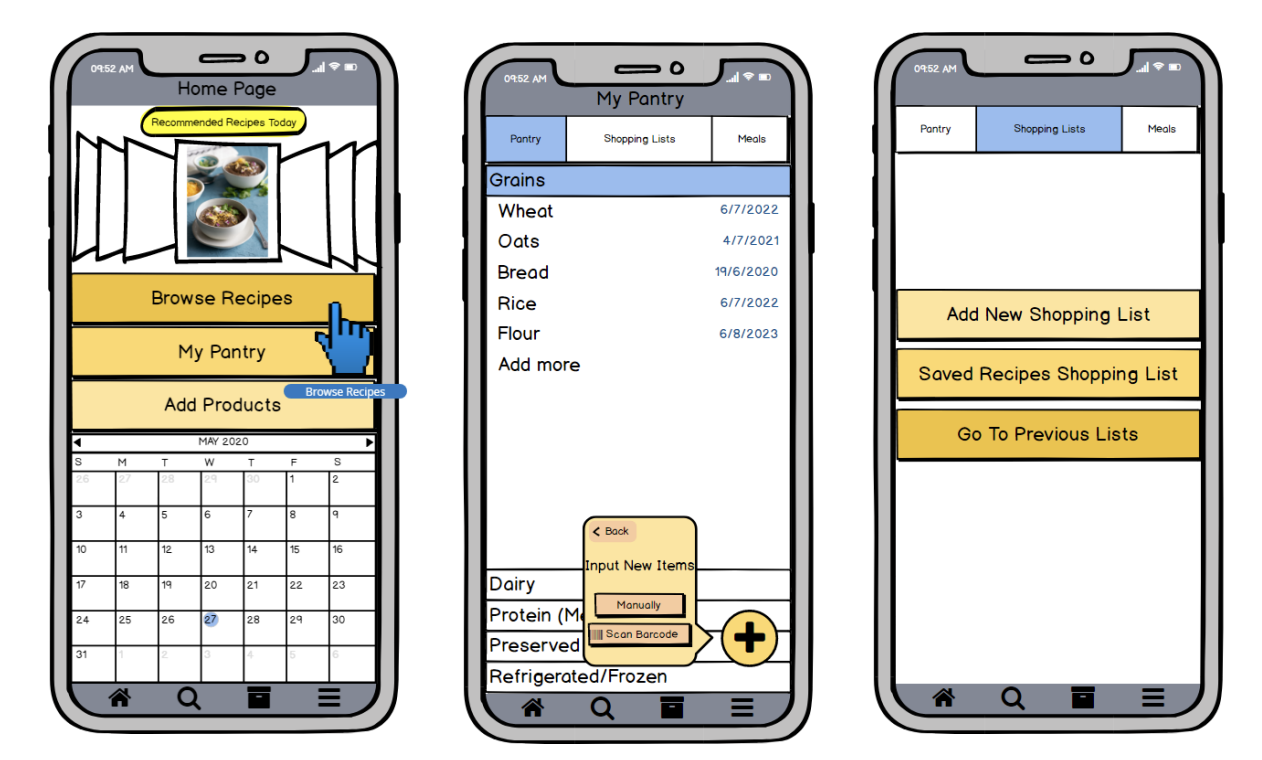 09:52 AM
Home Page
Recommended Recipes Today
Browse Recipes
My Pantry
Browse Recipes
Add Products
MAY 2020
S M T W T F S
26 27 28 29 30 1 2
3 4 5 6 7 8 9
10 11 12 13 14 15 16
17 18 19 20 21 22 23
24 25 26 27 28 29 30
31 1 2 3 4 5 6
09:52 AM
My Pantry
Pantry Shopping Lists Meals
Grains
Wheat 6/7/2022
Oats 4/7/2021
Bread 19/6/2020
Rice 6/7/2022
Flour 6/8/2023
Add more
Back
Input New Items
Manually
Scan Barcode
Dairy
Protein (
Preserved
Refrigerated/Frozen
09:52 AM
Pantry Shopping Lists Meals
Add New Shopping List
Saved Recipes Shopping List
Go To Previous Lists